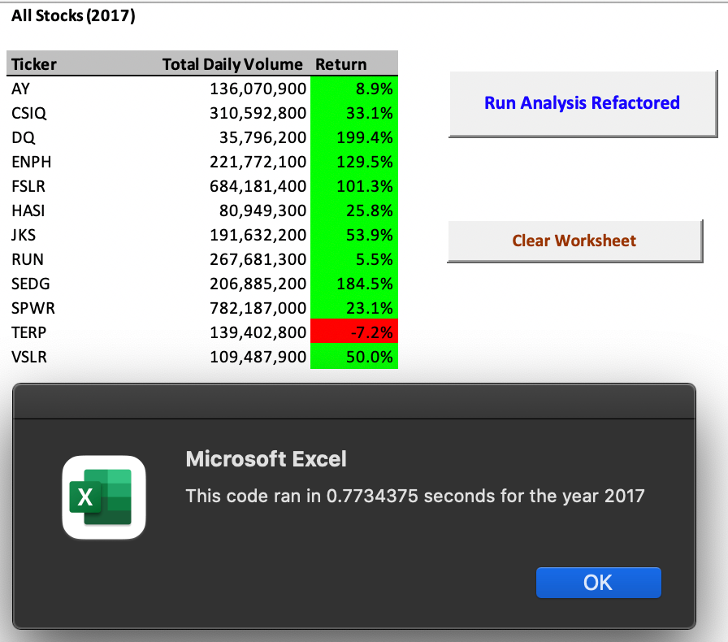 All Stocks (2017)
Ticker Total Daily Volume Return
AY 136,070,900 8.9%
CSIQ 310,592,800 33.1%
DQ 35,796,200 199.4%
ENPH 221,772,100 129.5%
FSLR 684,181,400 101.3%
HASI 80,949,300 25.8%
JKS 191,632,200 53.9%
RUN 267,681,300 5.5%
SEDG 206,885,200 184.5%
SPWR 782,187,000 23.1%
TERP 139,402,800 -7.2%
VSLR 109,487,900 50.0%
Run Analysis Refactored
Clear Worksheet
X
Microsoft Excel
This code ran in 0.7734375 seconds for the year 2017
OK